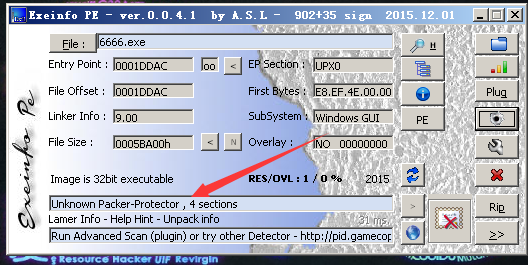 Exeinfo PE - ver.0.0.4.1 by A.S.L - 902+35 sign 2015.12.01
File : 6666.exe H
Entry Point : 0001DDAC oo < EP Section : UPX0
File Offset : 0001DDAC First Bytes : E8.EF.4E.00.00 Plug
Linker Info : 9.00 SubSystem : Windows GUI PE
File Size : 0005BA00h < N Overlay : NO 00000000
Image is 32bit executable RES/OVL : 1 / 0 % 2015
Unknown Packer-Protector , 4 sections
Lamer Info - Help Hint - Unpack info 31 ms. > Rip
Run Advanced Scan (plugin) or try other Detector - http://pid.gamecop >>
Exeinfo Pe
Resource Hacker UIF Revirgin